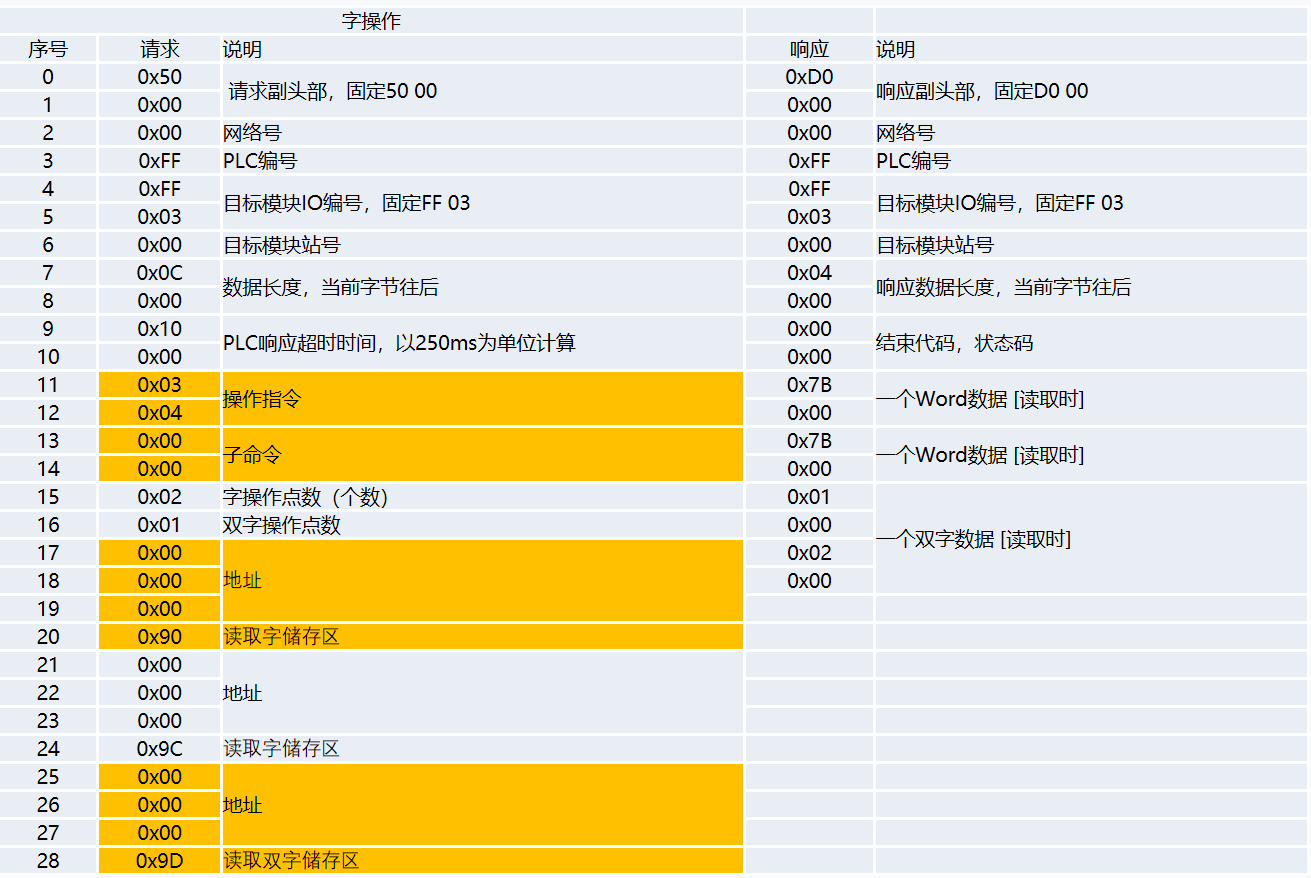 字操作
序号 请求 说明 响应 说明
0 0x50 请求副头部，固定50 00 0xD0 响应副头部，固定D0 00
1 0x00 0x00
2 0x00 网络号 0x00 网络号
3 0xFF PLC编号 0xFF PLC编号
4 0xFF 目标模块IO编号，固定FF 03 0xFF 目标模块IO编号，固定FF 03
5 0x03 0x03
6 0x00 目标模块站号 0x00 目标模块站号
7 0x0C 数据长度，当前字节往后 0x04 响应数据长度，当前字节往后
8 0x00 0x00
9 0x10 PLC响应超时时间，以250ms为单位计算 0x00 结束代码，状态码
10 0x00 0x00
11 0x03 操作指令 0x7B 一个Word数据 [读取时]
12 0x04 0x00
13 0x00 子命令 0x7B 一个Word数据 [读取时]
14 0x00 0x00
15 0x02 字操作点数（个数） 0x01 一个双字数据 [读取时]
16 0x01 双字操作点数 0x00
17 0x00 地址 0x02
18 0x00 0x00
19 0x00
20 0x90 读取字储存区
21 0x00 地址
22 0x00
23 0x00
24 0x9C 读取字储存区
25 0x00 地址
26 0x00
27 0x00
28 0x9D 读取双字储存区